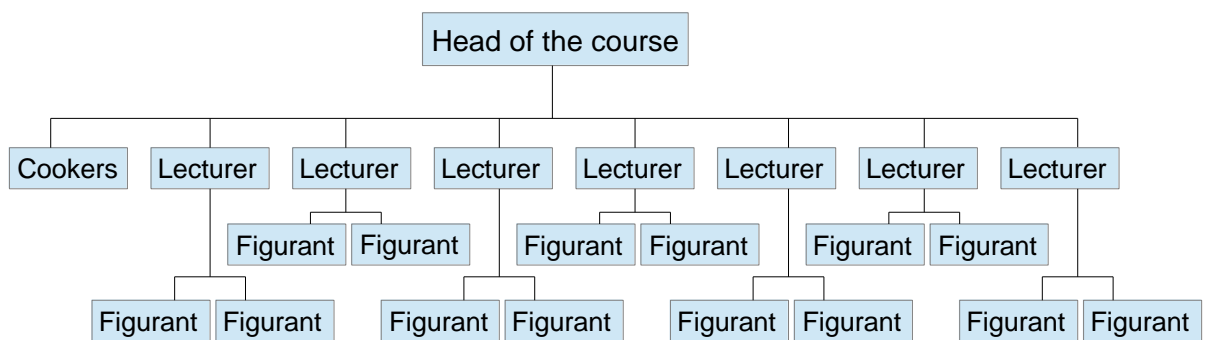 Head of the course
Cookers Lecturer Lecturer Lecturer Lecturer Lecturer Lecturer Lecturer
Figurant Figurant Figurant Figurant Figurant Figurant
Figurant Figurant Figurant Figurant Figurant Figurant Figurant Figurant